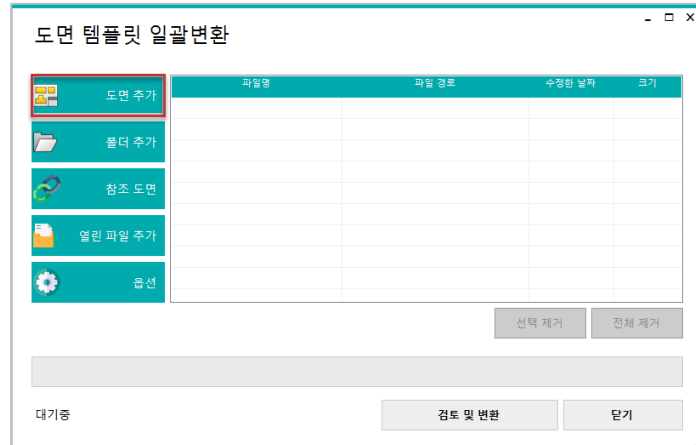 도면 템플릿 일괄변환
도면 추가
파일명 파일 경로 수정한 날짜 크기
폴더 추가
참조 도면
열린 파일 추가
옵션
선택 제거 전체 제거
대기중 검토 및 변환 닫기